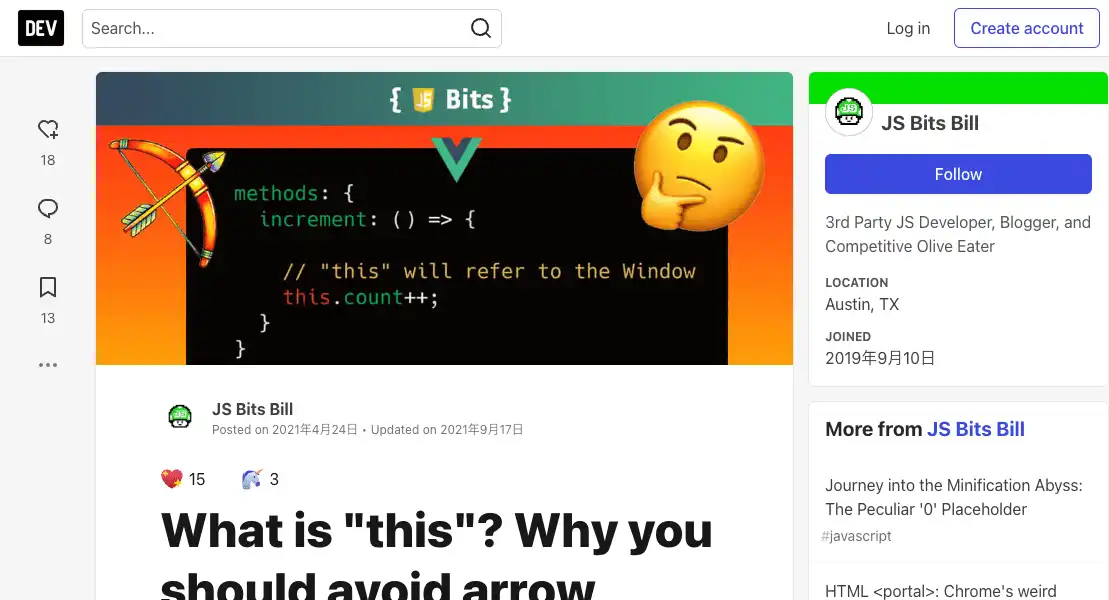 DEV
Search...
Log in
Create account
18
8
13
{ JS Bits }
methods: {
increment: () => {
// "this" will refer to the Window
this.count++;
}
}
JS Bits Bill
Posted on 2021年4月24日 • Updated on 2021年9月17日
15
3
What is "this"? Why you
should avoid arrow
JS Bits Bill
Follow
3rd Party JS Developer, Blogger, and
Competitive Olive Eater
LOCATION
Austin, TX
JOINED
2019年9月10日
More from JS Bits Bill
Journey into the Minification Abyss:
The Peculiar '0' Placeholder
#javascript
HTML <portal>: Chrome's weird